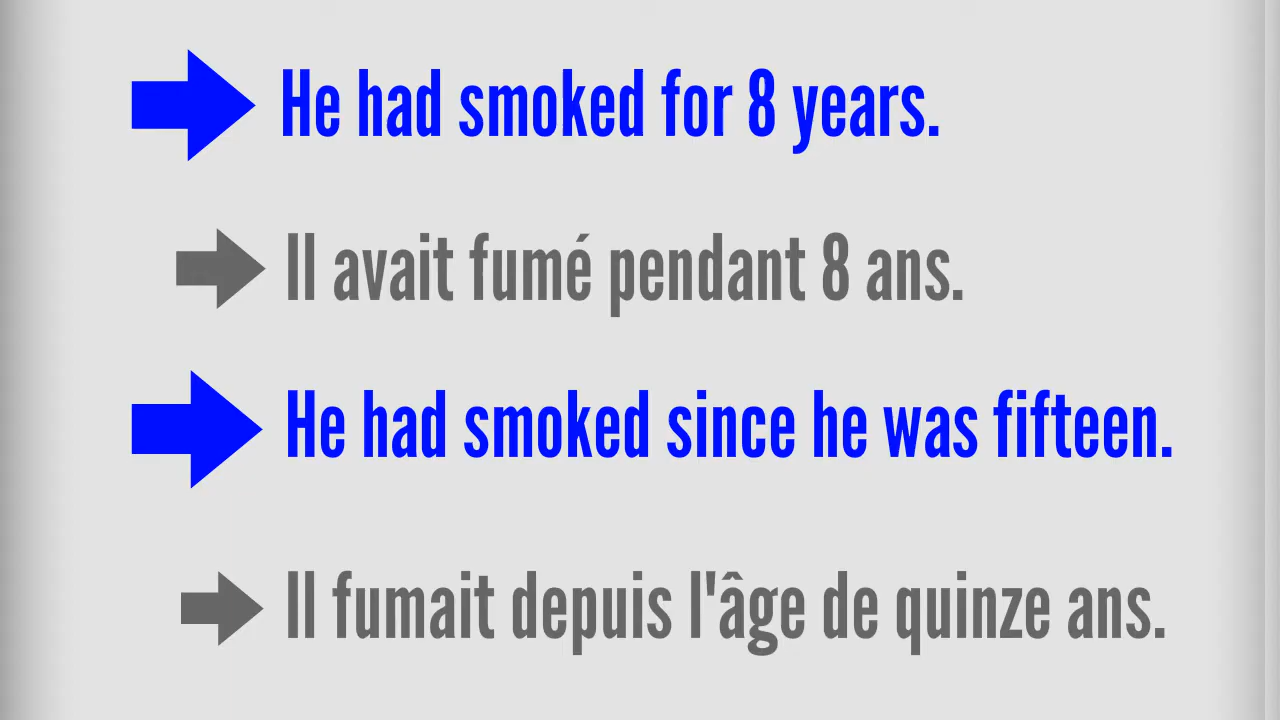 He had smoked for 8 years.
Il avait fumé pendant 8 ans.
He had smoked since he was fifteen.
Il fumait depuis l'âge de quinze ans.